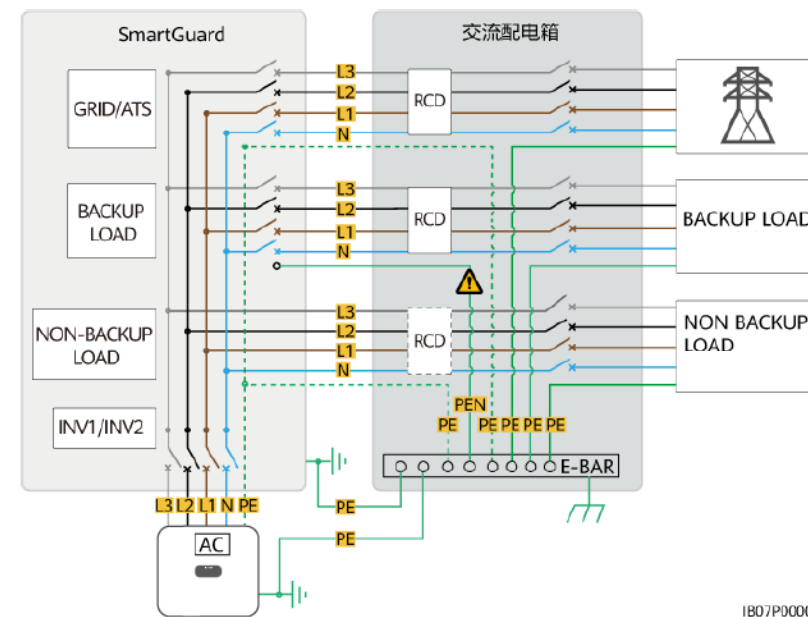 SmartGuard
交流配电箱
GRID/ATS
L3
L2
L1
N
RCD
BACKUP
LOAD
L3
L2
L1
N
RCD
BACKUP LOAD
NON-BACKUP
LOAD
L3
L2
L1
N
RCD
NON BACKUP
LOAD
INV1/INV2
PEN
PE
PE
PE
PE
PE
E-BAR
L3
L2
L1
N
PE
PE
PE
AC
IB07P0000